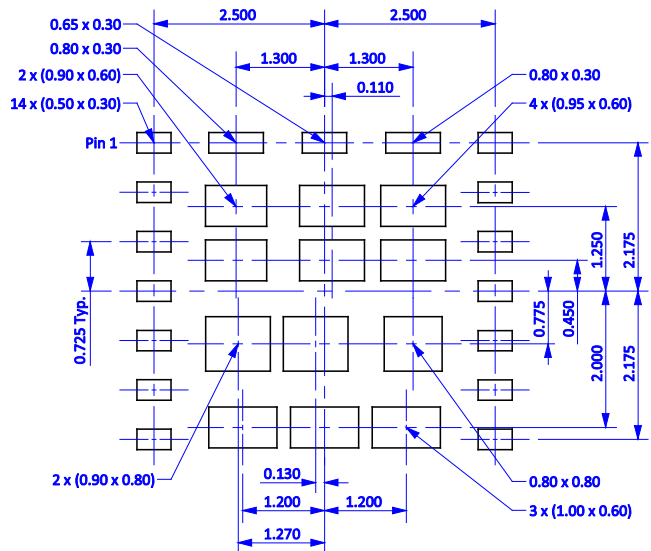 2.500
2.500
0.65 x 0.30
0.80 x 0.30
2 x (0.90 x 0.60)
14 x (0.50 x 0.30)
1.300
1.300
0.110
0.80 x 0.30
4 x (0.95 x 0.60)
Pin 1
0.725 Typ.
1.250
2.175
0.775
0.450
2.000
2.175
2 x (0.90 x 0.80)
0.130
1.200
1.200
1.270
0.80 x 0.80
3 x (1.00 x 0.60)